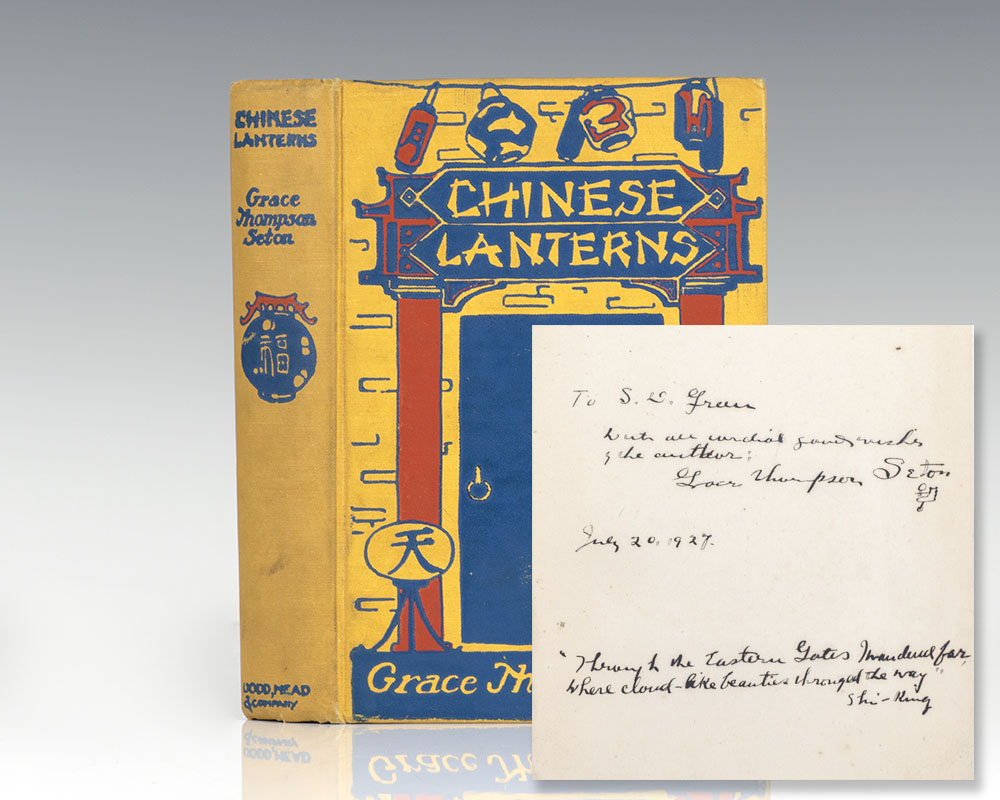 CHINESE
LANTERNS
Grace
Thompson
Seton
福
DODD, MEAD
& COMPANY
CHINESE
LANTERNS
天
Grace Th
To S. G. Green
With all cordial good wishes
of the author:
Grace Thompson Seton
July 20, 1927.
"Through the Eastern Gates I wandered far,
Where cloud-like beauties thronged the way"
Shi-King